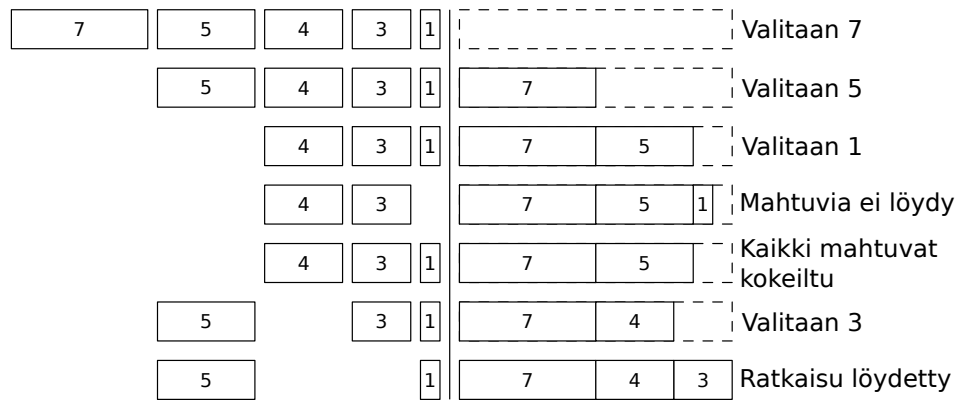 7 5 4 3 1 Valitaan 7
5 4 3 1 7 Valitaan 5
4 3 1 7 5 Valitaan 1
4 3 7 5 1 Mahtuvia ei löydy
4 3 1 7 5 Kaikki mahtuvat
kokeiltu
5 3 1 7 4 Valitaan 3
5 1 7 4 3 Ratkaisu löydetty